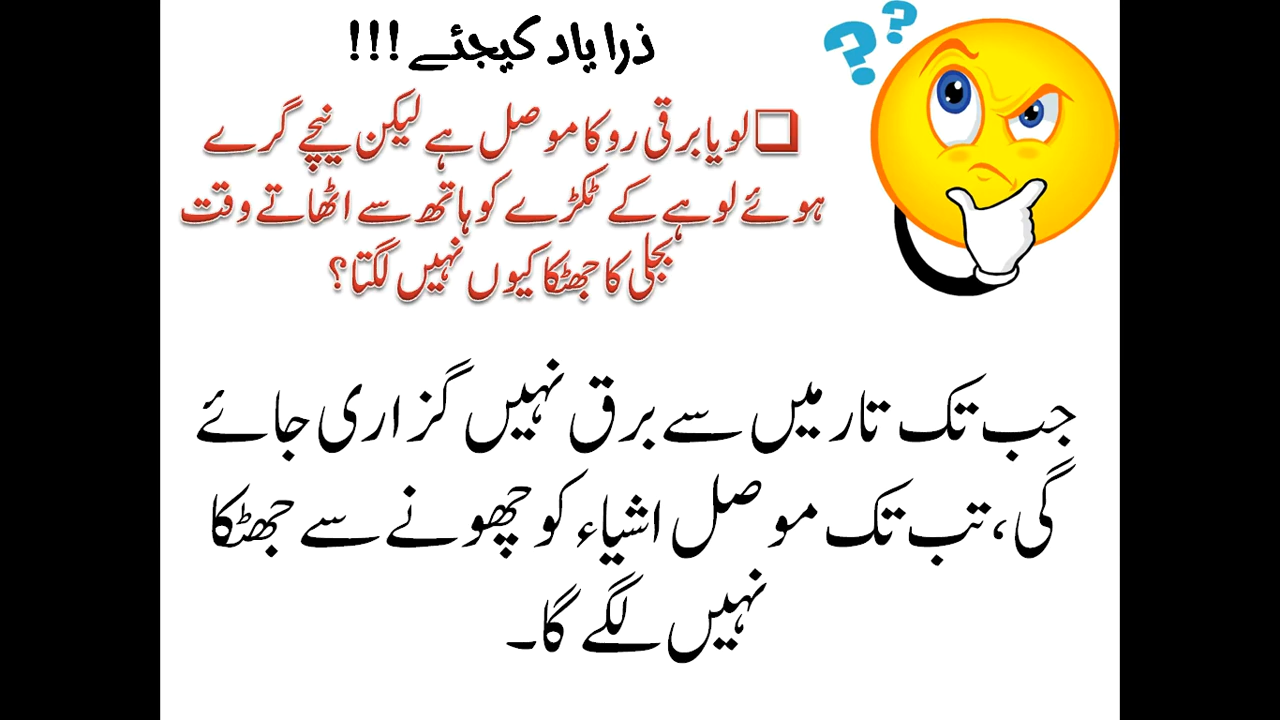 ذرا یاد کیجئے !!!
? ?
لویا برقی رو کا موصل ہے لیکن نیچے گرے
ہوئے لوہے کے ٹکڑے کو ہاتھ سے اٹھاتے وقت
بجلی کا جھٹکا کیوں نہیں لگتا؟
جب تک تار میں سے برق نہیں گزاری جائے
گی، تب تک موصل اشیاء کو چھونے سے جھٹکا
نہیں لگے گا۔